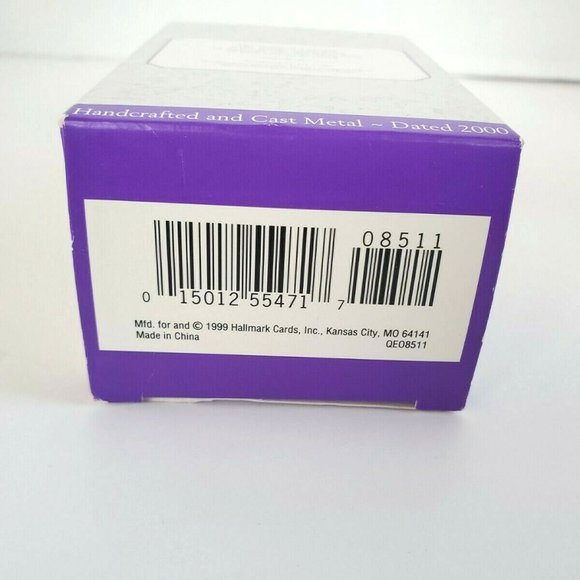 Handcrafted and Cast Metal ~ Dated 2000
08511
0 15012 55471 7
Mfd. for and © 1999 Hallmark Cards, Inc., Kansas City, MO 64141
Made in China QEO8511